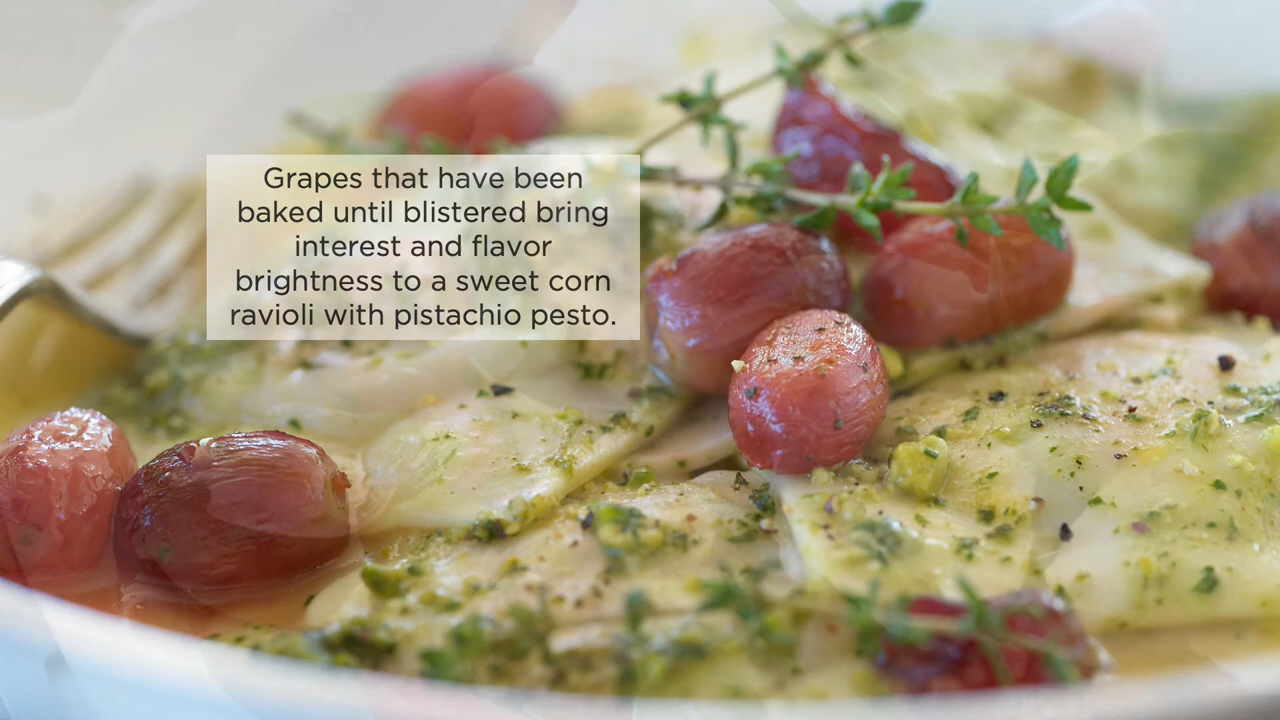 Grapes that have been
baked until blistered bring
interest and flavor
brightness to a sweet corn
ravioli with pistachio pesto.